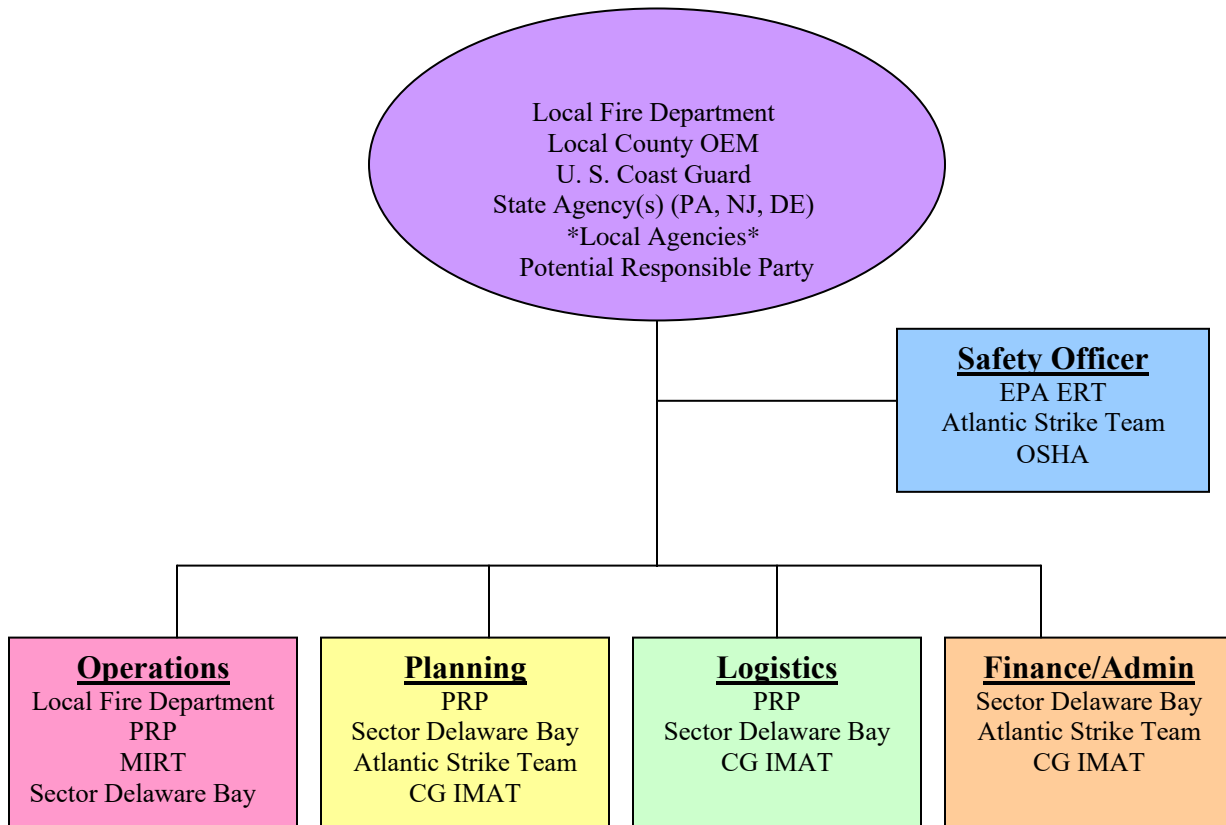 Local Fire Department
Local County OEM
U. S. Coast Guard
State Agency(s) (PA, NJ, DE)
*Local Agencies*
Potential Responsible Party
Safety Officer
EPA ERT
Atlantic Strike Team
OSHA
Operations
Local Fire Department
PRP
MIRT
Sector Delaware Bay
Planning
PRP
Sector Delaware Bay
Atlantic Strike Team
CG IMAT
Logistics
PRP
Sector Delaware Bay
CG IMAT
Finance/Admin
Sector Delaware Bay
Atlantic Strike Team
CG IMAT